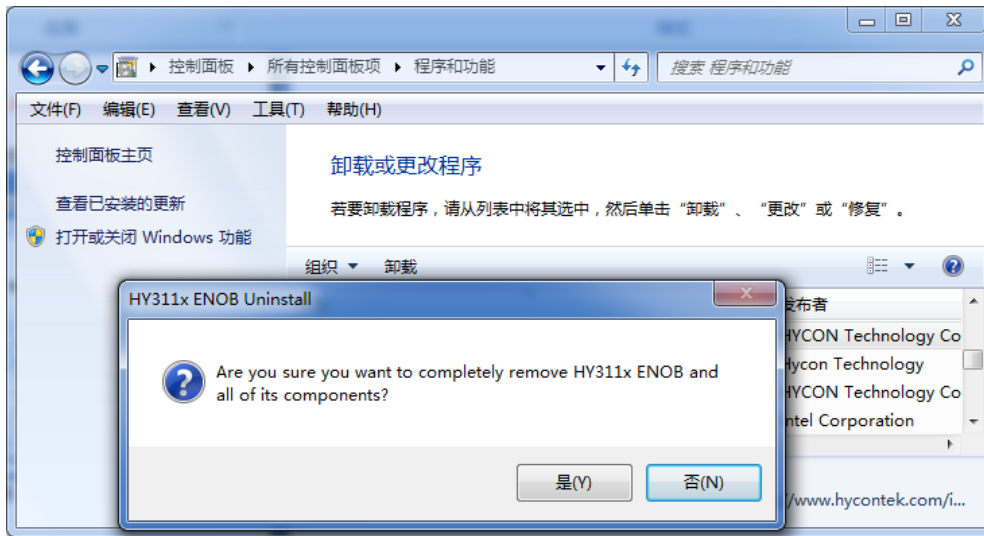 控制面板 所有控制面板项 程序和功能 搜索 程序和功能
文件(F) 编辑(E) 查看(V) 工具(T) 帮助(H)
控制面板主页
查看已安装的更新
打开或关闭 Windows 功能
卸载或更改程序
若要卸载程序，请从列表中将其选中，然后单击“卸载”、“更改”或“修复”。
组织 卸载
布者
HYCON Technology Co
Hycon Technology
HYCON Technology Co
ntel Corporation
/www.hycontek.com/i...
HY311x ENOB Uninstall
Are you sure you want to completely remove HY311x ENOB and
all of its components?
是(Y) 否(N)